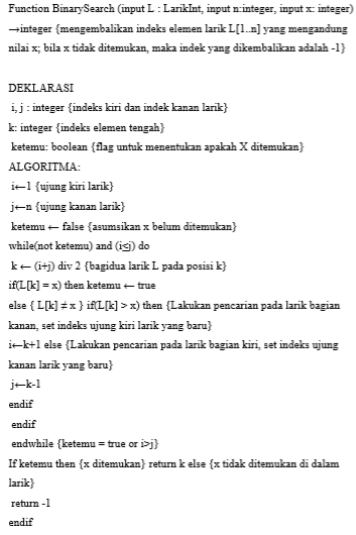 Function BinarySearch (input L : LarikInt, input n:integer, input x: integer)
→integer {mengembalikan indeks elemen larik L[1..n] yang mengandung
nilai x; bila x tidak ditemukan, maka indek yang dikembalikan adalah -1}
DEKLARASI
i, j : integer {indeks kiri dan indek kanan larik}
k: integer {indeks elemen tengah}
ketemu: boolean {flag untuk menentukan apakah X ditemukan}
ALGORITMA:
i←1 {ujung kiri larik}
j←n {ujung kanan larik}
ketemu ← false {asumsikan x belum ditemukan}
while(not ketemu) and (i≤j) do
k ← (i+j) div 2 {bagidua larik L pada posisi k}
if(L[k] = x) then ketemu ← true
else { L[k] ≠ x } if(L[k] > x) then {Lakukan pencarian pada larik bagian
kanan, set indeks ujung kiri larik yang baru}
i←k+1 else {Lakukan pencarian pada larik bagian kiri, set indeks ujung
kanan larik yang baru}
j←k-1
endif
endif
endwhile {ketemu = true or i>j}
If ketemu then {x ditemukan} return k else {x tidak ditemukan di dalam
larik}
return -1
endif